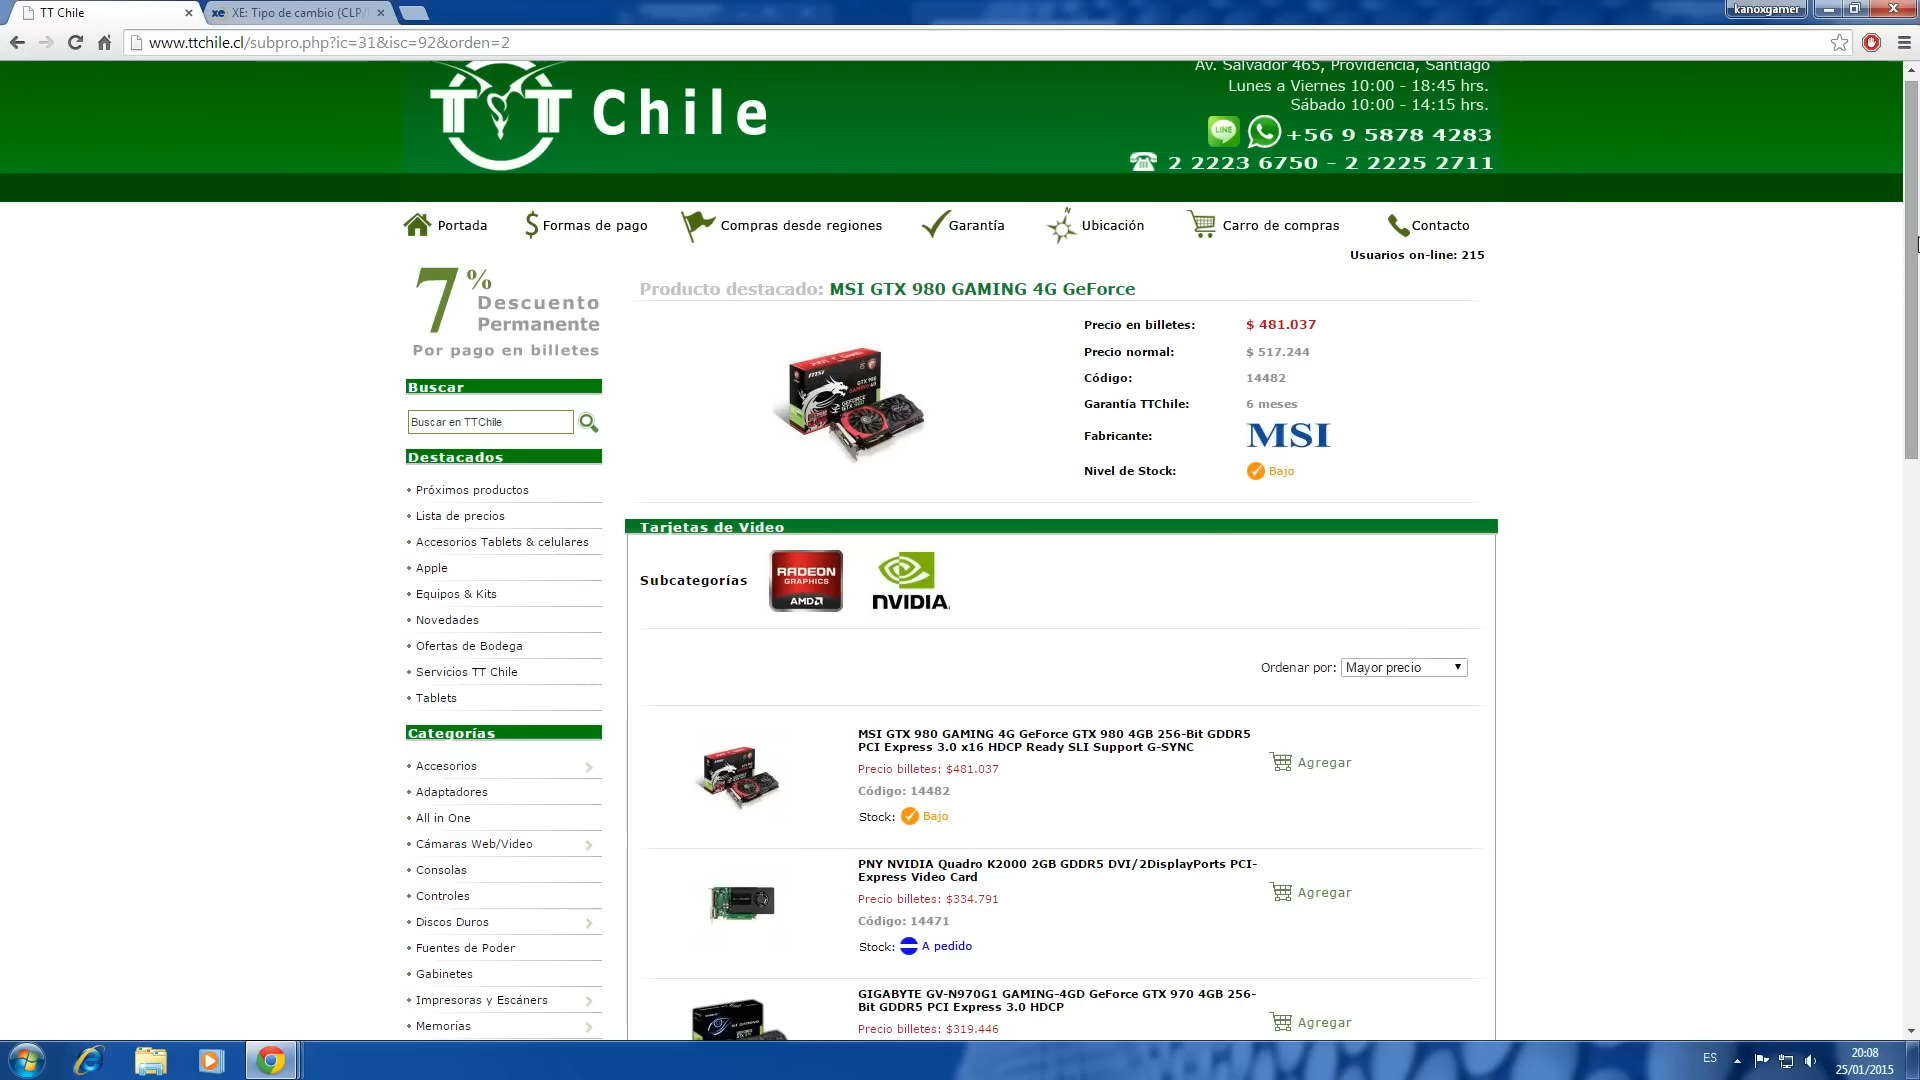 TT Chile
XE: Tipo de cambio (CLP/
kanoxgamer
www.ttchile.cl/subpro.php?ic=31&isc=92&orden=2
TTT Chile
Av. Salvador 465, Providencia, Santiago
Lunes a Viernes 10:00 - 18:45 hrs.
Sábado 10:00 - 14:15 hrs.
LINE +56 9 5878 4283
2 2223 6750 - 2 2225 2711
Portada
$ Formas de pago
Compras desde regiones
Garantía
N Ubicación
Carro de compras
Contacto
Usuarios on-line: 215
7%
Descuento
Permanente
Por pago en billetes
Buscar
Buscar en TTChile
Destacados
Próximos productos
Lista de precios
Accesorios Tablets & celulares
Apple
Equipos & Kits
Novedades
Ofertas de Bodega
Servicios TT Chile
Tablets
Categorías
Accesorios
Adaptadores
All in One
Cámaras Web/Video
Consolas
Controles
Discos Duros
Fuentes de Poder
Gabinetes
Impresoras y Escáners
Memorias
Producto destacado: MSI GTX 980 GAMING 4G GeForce
Precio en billetes: $ 481.037
Precio normal: $ 517.244
Código: 14482
Garantía TTChile: 6 meses
Fabricante: MSI
Nivel de Stock: Bajo
Tarjetas de Video
Subcategorías
RADEON
GRAPHICS
AMD
NVIDIA.
Ordenar por: Mayor precio
MSI GTX 980 GAMING 4G GeForce GTX 980 4GB 256-Bit GDDR5
PCI Express 3.0 x16 HDCP Ready SLI Support G-SYNC
Precio billetes: $481.037
Código: 14482
Stock: Bajo
Agregar
PNY NVIDIA Quadro K2000 2GB GDDR5 DVI/2DisplayPorts PCI-
Express Video Card
Precio billetes: $334.791
Código: 14471
Stock: A pedido
Agregar
GIGABYTE GV-N970G1 GAMING-4GD GeForce GTX 970 4GB 256-
Bit GDDR5 PCI Express 3.0 HDCP
Precio billetes: $319.446
Agregar
ES
20:08
25/01/2015